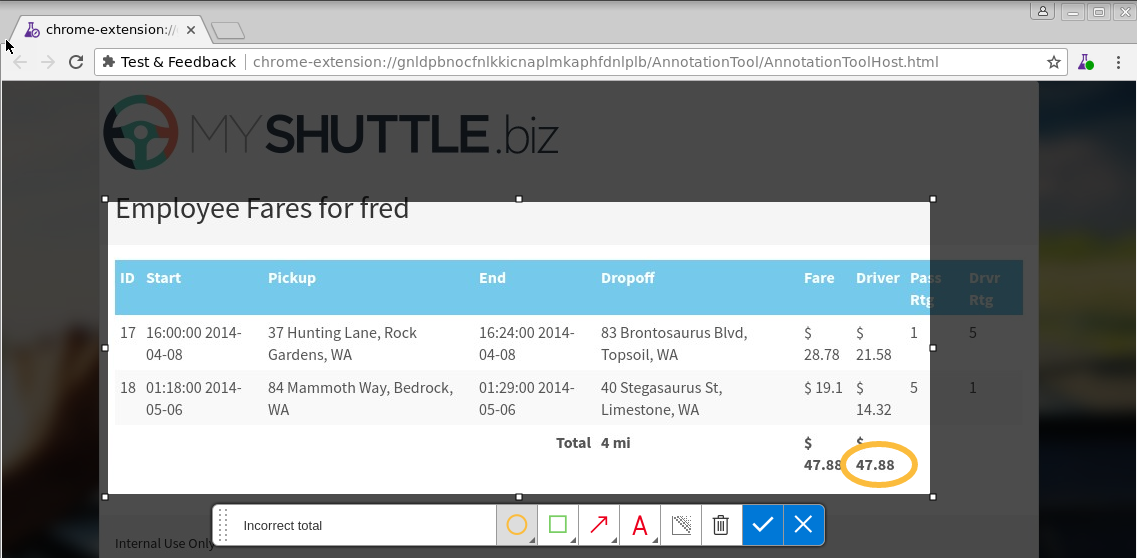 chrome-extension://
Test & Feedback chrome-extension://gnldpbnocfnlkkicnaplmkaphfdnlplb/AnnotationTool/AnnotationToolHost.html
MYSHUTTLE.biz
Employee Fares for fred
ID Start Pickup End Dropoff Fare Driver Pass Drvr
Rtg Rtg
17 16:00:00 2014- 37 Hunting Lane, Rock 16:24:00 2014- 83 Brontosaurus Blvd, $ $ 1 5
04-08 Gardens, WA 04-08 Topsoil, WA 28.78 21.58
18 01:18:00 2014- 84 Mammoth Way, Bedrock, 01:29:00 2014- 40 Stegasaurus St, $ 19.1 $ 5 1
05-06 WA 05-06 Limestone, WA 14.32
Total 4 mi $ $
47.88 47.88
Incorrect total
A
Internal Use Only